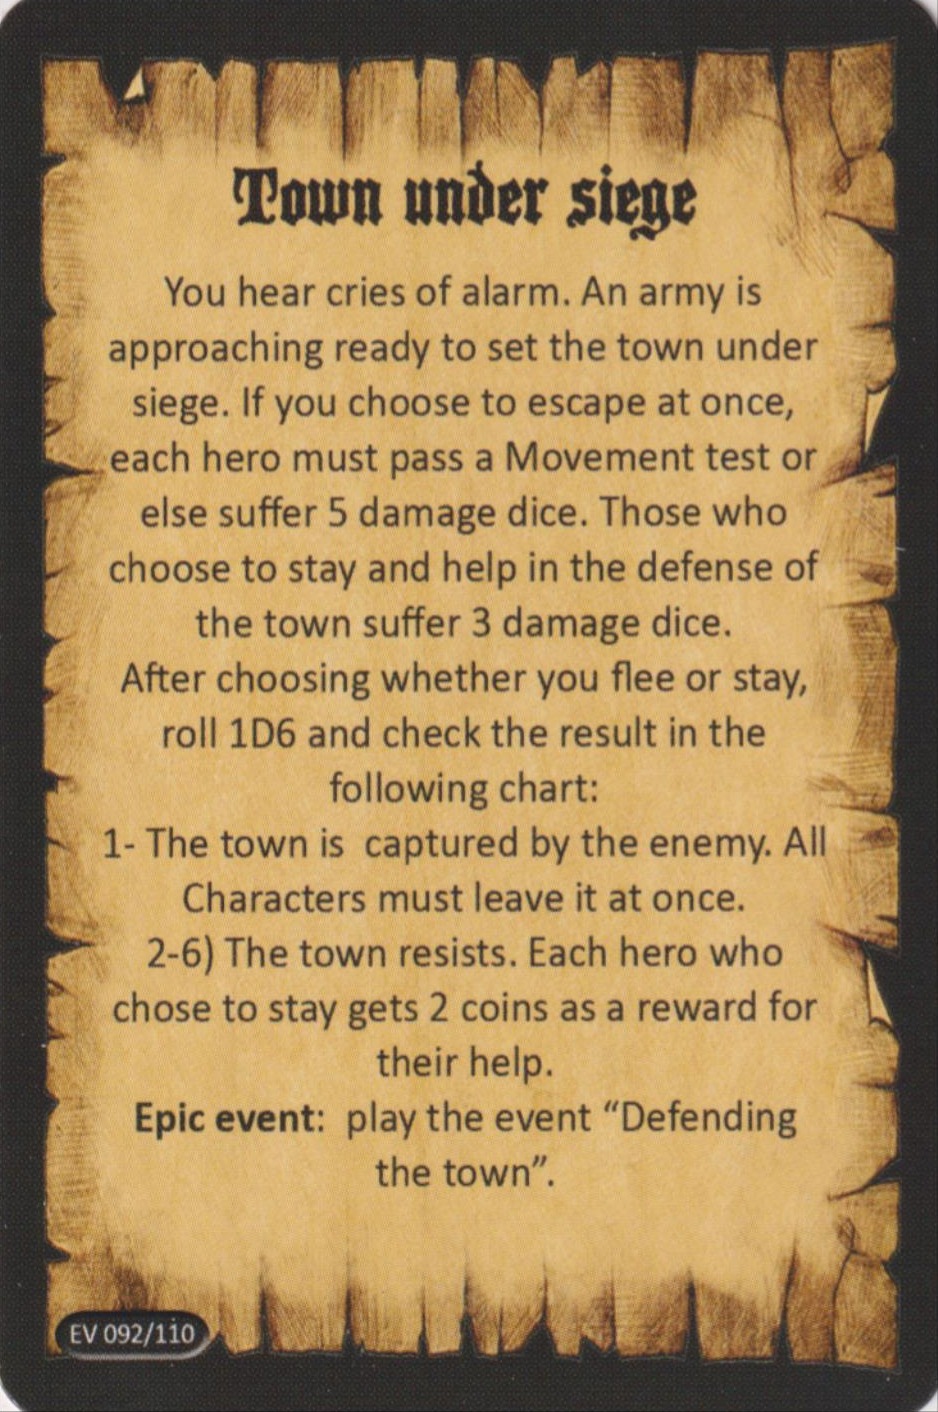 Town under siege
You hear cries of alarm. An army is
approaching ready to set the town under
siege. If you choose to escape at once,
each hero must pass a Movement test or
else suffer 5 damage dice. Those who
choose to stay and help in the defense of
the town suffer 3 damage dice.
After choosing whether you flee or stay,
roll 1D6 and check the result in the
following chart:
1- The town is  captured by the enemy. All
Characters must leave it at once.
2-6) The town resists. Each hero who
chose to stay gets 2 coins as a reward for
their help.
Epic event:  play the event “Defending
the town”.
EV 092/110